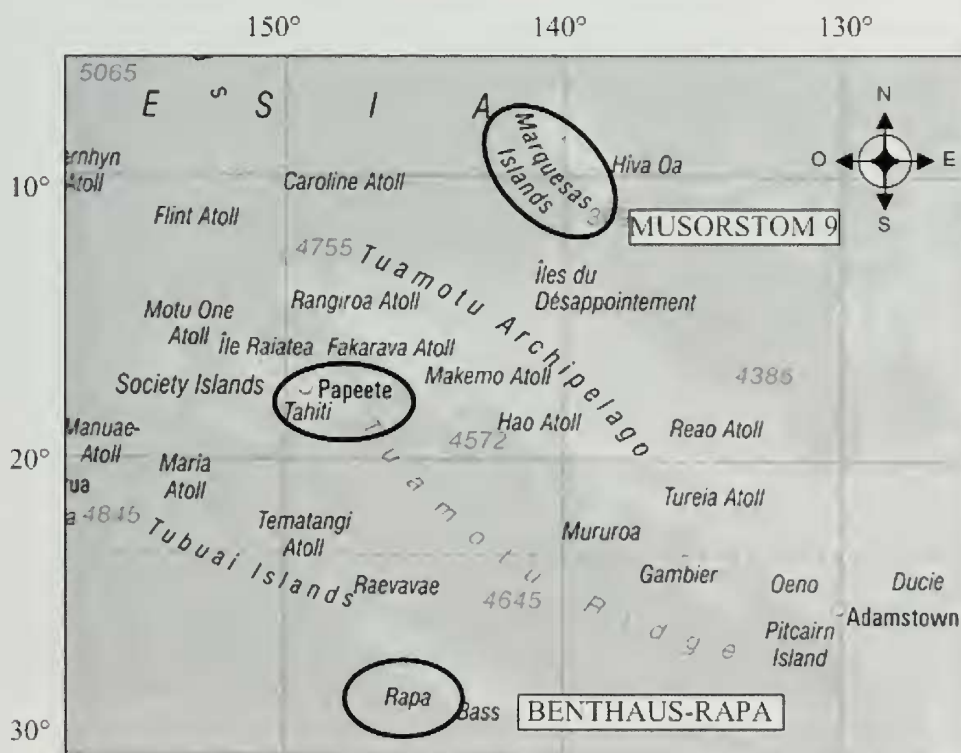 150°
140°
130°
5065
E S I A
N
O E
S
Marquesas
Islands
Hiva Oa
ernhyn
Atoll
10°
Caroline Atoll
Flint Atoll
MUSORSTOM 9
4755
Tuamotu Archipelago
Îles du
Désappointement
Rangiroa Atoll
Motu One
Atoll
Île Raiatea
Fakarava Atoll
Makemo Atoll
4385
Society Islands
Papeete
Tahiti
Hao Atoll
Reao Atoll
Manuae-
Atoll
4572
20°
Maria
Atoll
rua
a
4845
Tubuai Islands
Tematangi
Atoll
Tuamotu Ridge
Tureia Atoll
Mururoa
Raevavae
4645
Gambier
Oeno
Ducie
Adamstown
Pitcairn
Island
Rapa
Bass
BENTHAUS-RAPA
30°